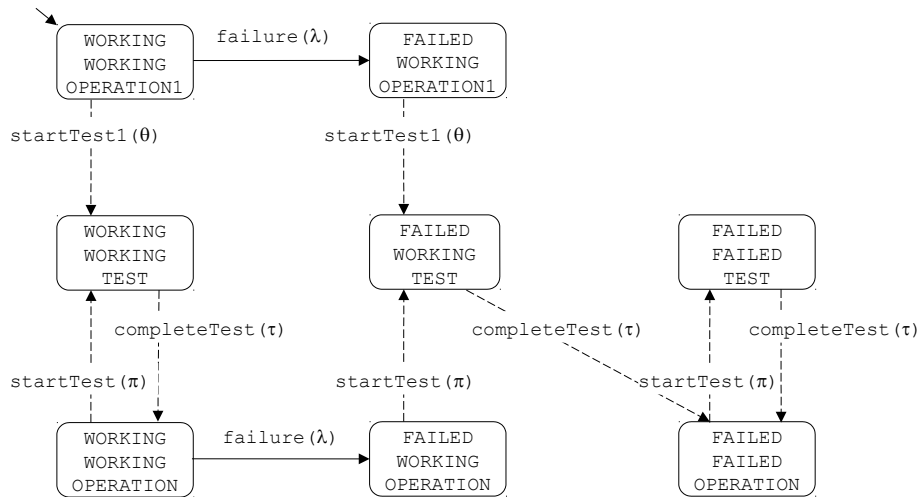 WORKING
WORKING
OPERATION1
failure(λ)
FAILED
WORKING
OPERATION1
startTest1(θ)
startTest1(θ)
WORKING
WORKING
TEST
FAILED
WORKING
TEST
FAILED
FAILED
TEST
completeTest(τ)
completeTest(τ)
completeTest(τ)
startTest(π)
startTest(π)
startTest(π)
WORKING
WORKING
OPERATION
failure(λ)
FAILED
WORKING
OPERATION
FAILED
FAILED
OPERATION